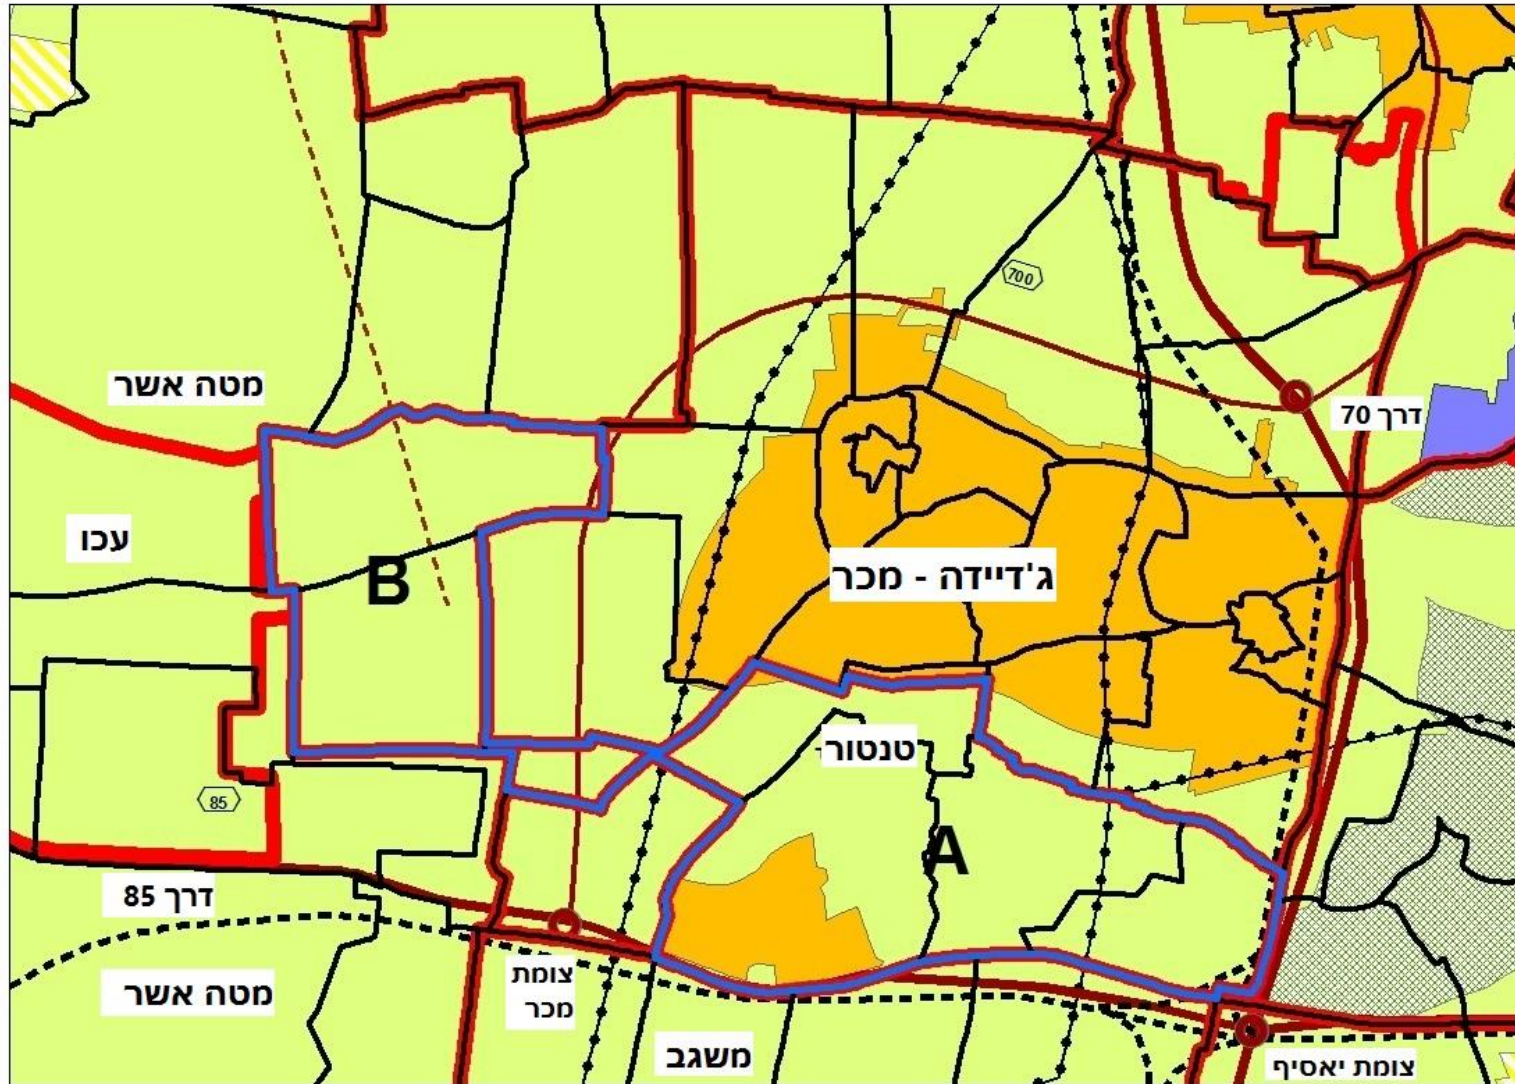 700
מטה אשר
דרך 70
עכו
B
ג'דיידה - מכר
טנטור
85
A
דרך 85
צומת
מכר
מטה אשר
משגב
צומת יאסיף